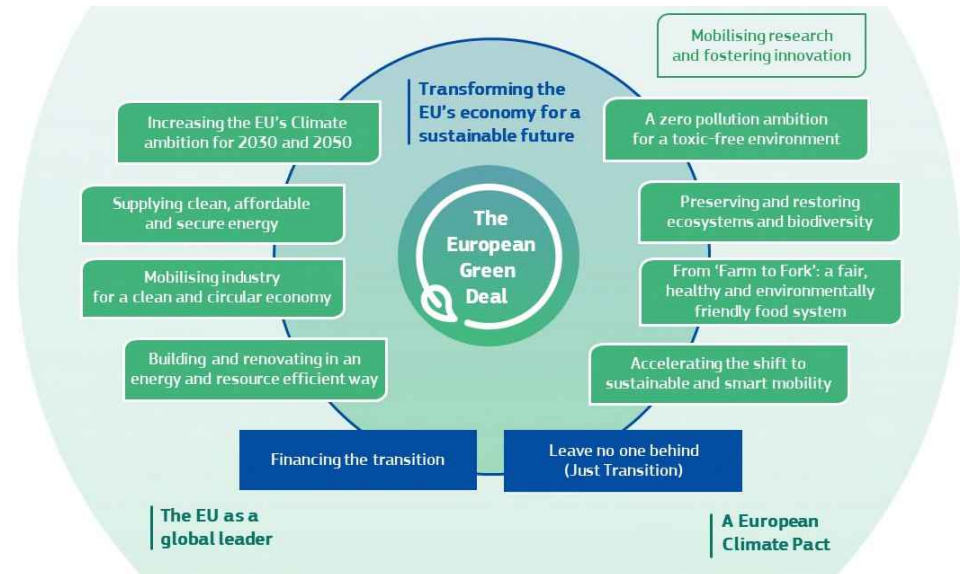 Mobilising research
and fostering innovation
Transforming the
EU's economy for a
sustainable future
Increasing the EU's Climate
ambition for 2030 and 2050
A zero pollution ambition
for a toxic-free environment
Supplying clean, affordable
and secure energy
Preserving and restoring
ecosystems and biodiversity
The
European
Green
Deal
Mobilising industry
for a clean and circular economy
From ‘Farm to Fork’: a fair,
healthy and environmentally
friendly food system
Building and renovating in an
energy and resource efficient way
Accelerating the shift to
sustainable and smart mobility
Financing the transition
Leave no one behind
(Just Transition)
The EU as a
global leader
A European
Climate Pact